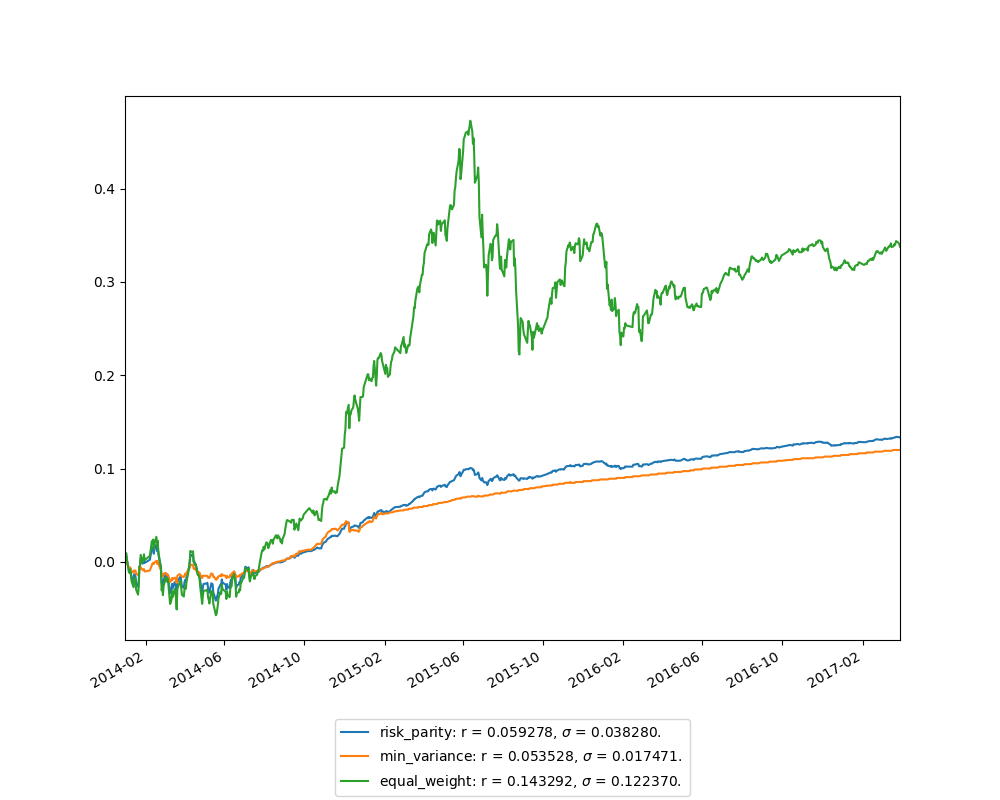 0.4
0.3
0.2
0.1
0.0
2014-02 2014-06 2014-10 2015-02 2015-06 2015-10 2016-02 2016-06 2016-10 2017-02
risk_parity: r = 0.059278, σ = 0.038280.
min_variance: r = 0.053528, σ = 0.017471.
equal_weight: r = 0.143292, σ = 0.122370.